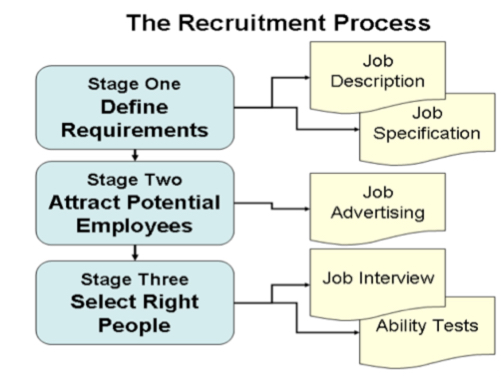 The Recruitment Process
Stage One
Define
Requirements
Job
Description
Job
Specification
Stage Two
Attract Potential
Employees
Job
Advertising
Stage Three
Select Right
People
Job Interview
Ability Tests